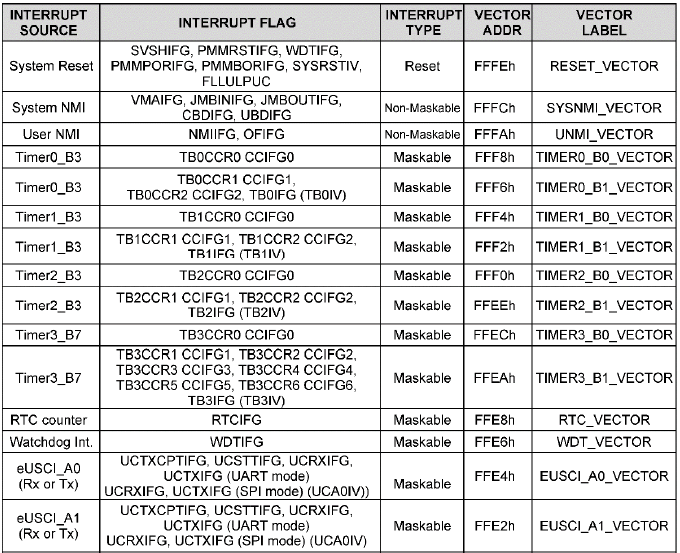 INTERRUPT SOURCE INTERRUPT FLAG INTERRUPT TYPE VECTOR ADDR VECTOR LABEL
System Reset SVSHIFG, PMMRSTIFG, WDTIFG,
PMMPORIFG, PMMBORIFG, SYSRSTIV,
FLLULPUC Reset FFFEh RESET_VECTOR
System NMI VMAIFG, JMBINIFG, JMBOUTIFG,
CBDIFG, UBDIFG Non-Maskable FFFCh SYSNMI_VECTOR
User NMI NMIIFG, OFIFG Non-Maskable FFFAh UNMI_VECTOR
Timer0_B3 TB0CCR0 CCIFG0 Maskable FFF8h TIMER0_B0_VECTOR
Timer0_B3 TB0CCR1 CCIFG1,
TB0CCR2 CCIFG2, TB0IFG (TB0IV) Maskable FFF6h TIMER0_B1_VECTOR
Timer1_B3 TB1CCR0 CCIFG0 Maskable FFF4h TIMER1_B0_VECTOR
Timer1_B3 TB1CCR1 CCIFG1, TB1CCR2 CCIFG2,
TB1IFG (TB1IV) Maskable FFF2h TIMER1_B1_VECTOR
Timer2_B3 TB2CCR0 CCIFG0 Maskable FFF0h TIMER2_B0_VECTOR
Timer2_B3 TB2CCR1 CCIFG1, TB2CCR2 CCIFG2,
TB2IFG (TB2IV) Maskable FFEEh TIMER2_B1_VECTOR
Timer3_B7 TB3CCR0 CCIFG0 Maskable FFECh TIMER3_B0_VECTOR
Timer3_B7 TB3CCR1 CCIFG1, TB3CCR2 CCIFG2,
TB3CCR3 CCIFG3, TB3CCR4 CCIFG4,
TB3CCR5 CCIFG5, TB3CCR6 CCIFG6,
TB3IFG (TB3IV) Maskable FFEAh TIMER3_B1_VECTOR
RTC counter RTCIFG Maskable FFE8h RTC_VECTOR
Watchdog Int. WDTIFG Maskable FFE6h WDT_VECTOR
eUSCI_A0
(Rx or Tx) UCTXCPTIFG, UCSTTIFG, UCRXIFG,
UCTXIFG (UART mode)
UCRXIFG, UCTXIFG (SPI mode) (UCA0IV)) Maskable FFE4h EUSCI_A0_VECTOR
eUSCI_A1
(Rx or Tx) UCTXCPTIFG, UCSTTIFG, UCRXIFG,
UCTXIFG (UART mode)
UCRXIFG, UCTXIFG (SPI mode) (UCA0IV) Maskable FFE2h EUSCI_A1_VECTOR